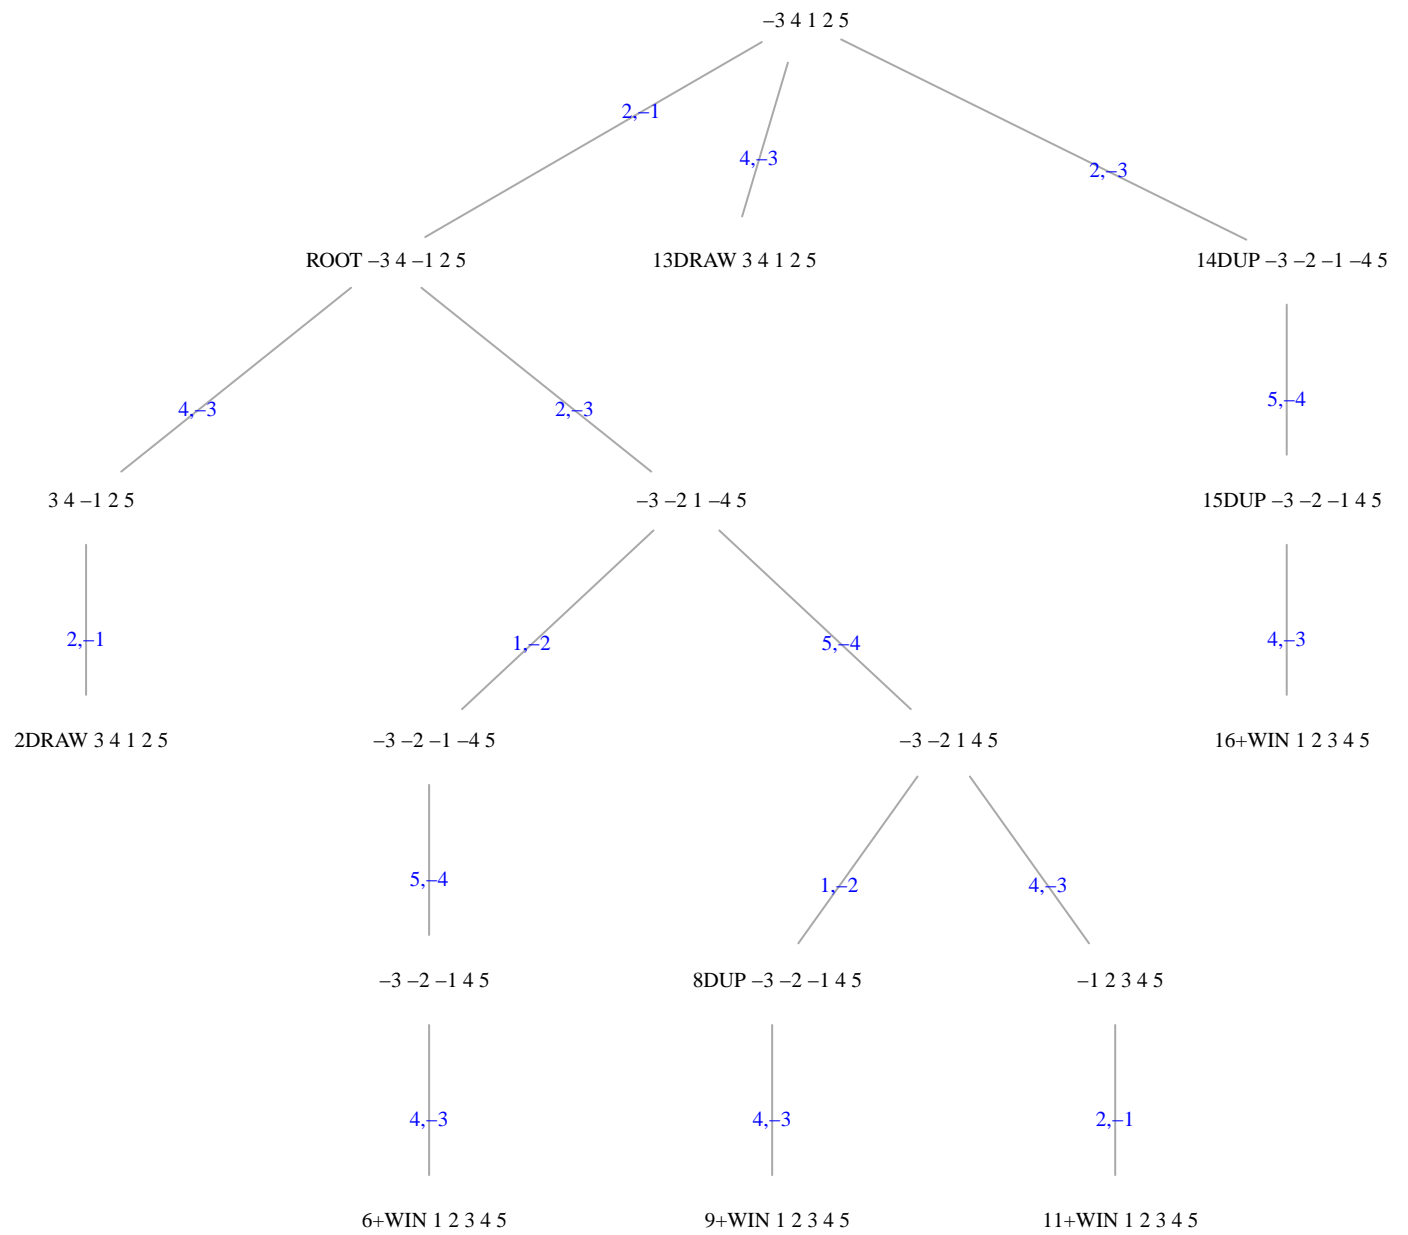 −3 4 1 2 5
2,−1
4,−3
2,−3
ROOT −3 4 −1 2 5
13DRAW 3 4 1 2 5
14DUP −3 −2 −1 −4 5
4,−3
2,−3
5,−4
3 4 −1 2 5
−3 −2 1 −4 5
15DUP −3 −2 −1 4 5
2,−1
1,−2
5,−4
4,−3
2DRAW 3 4 1 2 5
−3 −2 −1 −4 5
−3 −2 1 4 5
16+WIN 1 2 3 4 5
5,−4
1,−2
4,−3
−3 −2 −1 4 5
8DUP −3 −2 −1 4 5
−1 2 3 4 5
4,−3
4,−3
2,−1
6+WIN 1 2 3 4 5
9+WIN 1 2 3 4 5
11+WIN 1 2 3 4 5